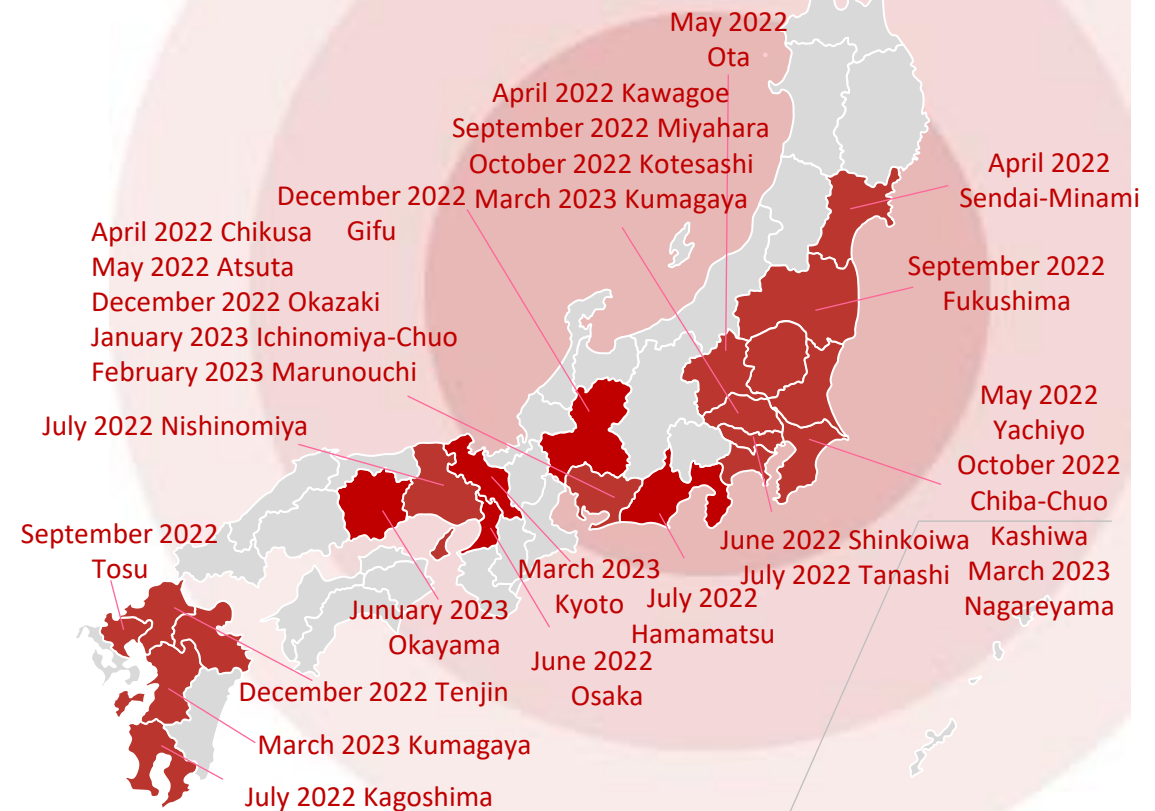 May 2022
Ota
April 2022 Kawagoe
September 2022 Miyahara
October 2022 Kotesashi
March 2023 Kumagaya
April 2022
Sendai-Minami
December 2022
Gifu
April 2022 Chikusa
May 2022 Atsuta
December 2022 Okazaki
January 2023 Ichinomiya-Chuo
February 2023 Marunouchi
September 2022
Fukushima
July 2022 Nishinomiya
May 2022
Yachiyo
October 2022
Chiba-Chuo
Kashiwa
March 2023
Nagareyama
September 2022
Tosu
June 2022 Shinkoiwa
July 2022 Tanashi
March 2023
Kyoto
July 2022
Hamamatsu
Junuary 2023
Okayama
June 2022
Osaka
December 2022 Tenjin
March 2023 Kumagaya
July 2022 Kagoshima